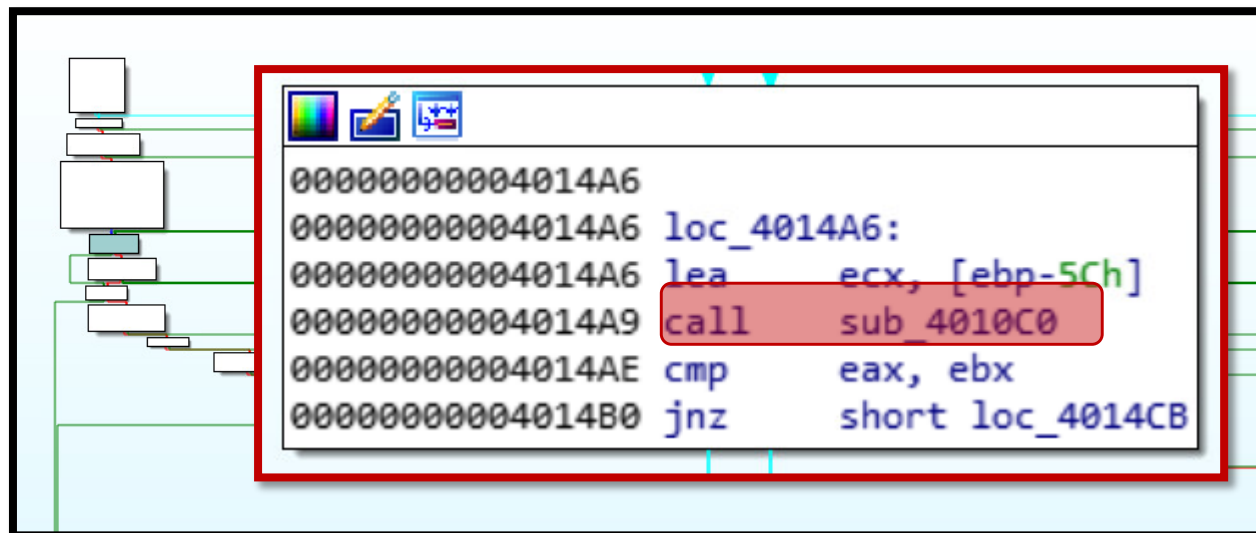 00000000004014A6
00000000004014A6 loc_4014A6:
00000000004014A6 lea ecx, [ebp-5Ch]
00000000004014A9 call sub_4010C0
00000000004014AE cmp eax, ebx
00000000004014B0 jnz short loc_4014CB